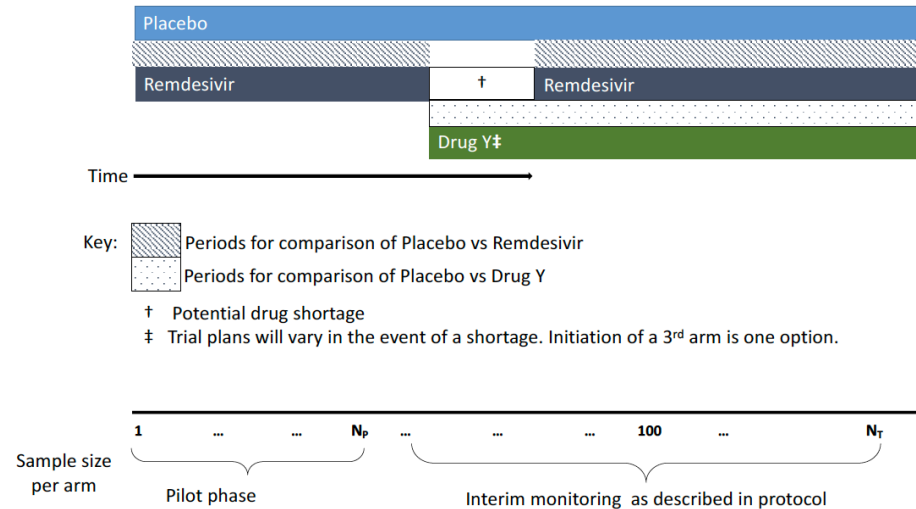 Placebo
Remdesivir † Remdesivir
Drug Y‡
Time
Key: Periods for comparison of Placebo vs Remdesivir
Periods for comparison of Placebo vs Drug Y
† Potential drug shortage
‡ Trial plans will vary in the event of a shortage. Initiation of a 3rd arm is one option.
1 ... ... NP ... ... ... 100 ... NT
Sample size
per arm
Pilot phase
Interim monitoring as described in protocol